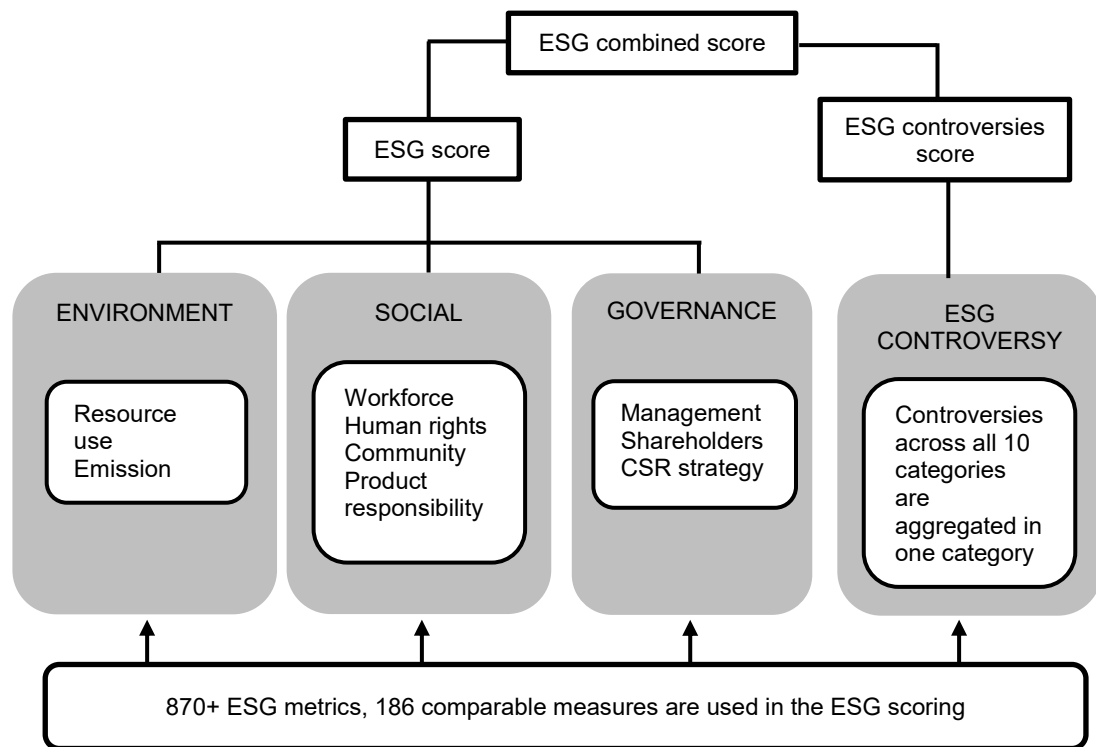 ESG combined score
ESG score
ESG controversies
score
ENVIRONMENT
Resource
use
Emission
SOCIAL
Workforce
Human rights
Community
Product
responsibility
GOVERNANCE
Management
Shareholders
CSR strategy
ESG
CONTROVERSY
Controversies
across all 10
categories
are
aggregated in
one category
870+ ESG metrics, 186 comparable measures are used in the ESG scoring